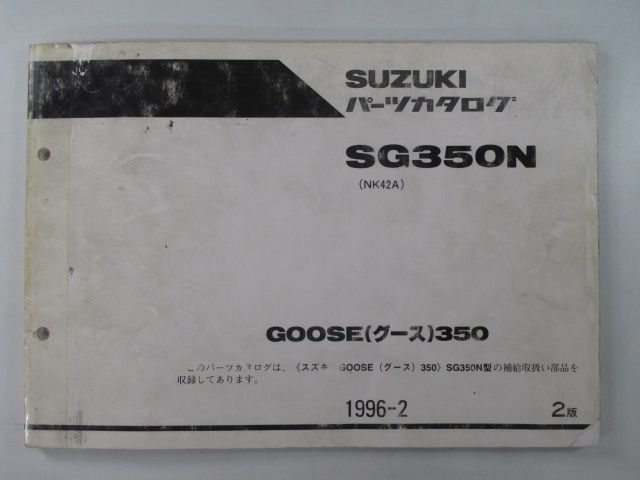 SUZUKI
パーツカタログ
SG350N
(NK42A)
GOOSE(グース)350
このパーツカタログは、《スズキ GOOSE (グース) 350》 SG350N型の補給取扱い部品を
収録してあります。
1996-2
2版